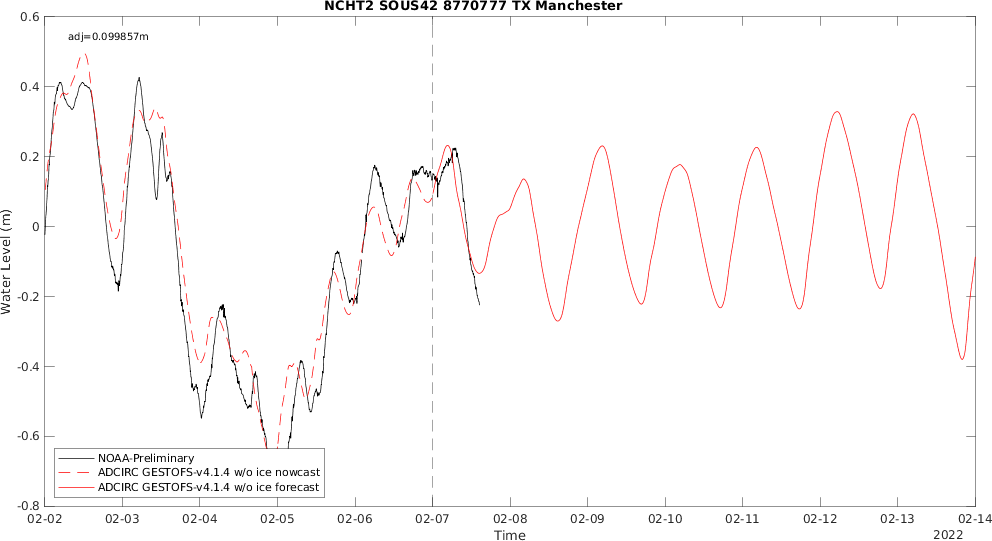 NCHT2 SOUS42 8770777 TX Manchester
adj=0.099857m
0.6
0.4
0.2
0
-0.2
-0.4
-0.6
-0.8
Water Level (m)
NOAA-Preliminary
ADCIRC GESTOFS-v4.1.4 w/o ice nowcast
ADCIRC GESTOFS-v4.1.4 w/o ice forecast
02-02 02-03 02-04 02-05 02-06 02-07 02-08 02-09 02-10 02-11 02-12 02-13 02-14
Time
2022